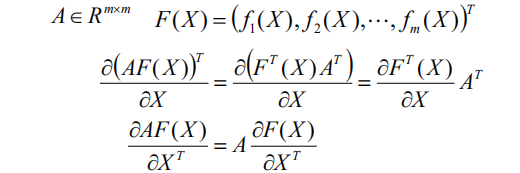 A ∈ R^{m×m}   F(X) = (f_1(X), f_2(X), ⋯, f_m(X))^T
∂(AF(X))^T / ∂X = ∂(F^T(X)A^T) / ∂X = ∂F^T(X) / ∂X A^T
∂AF(X) / ∂X^T = A ∂F(X) / ∂X^T